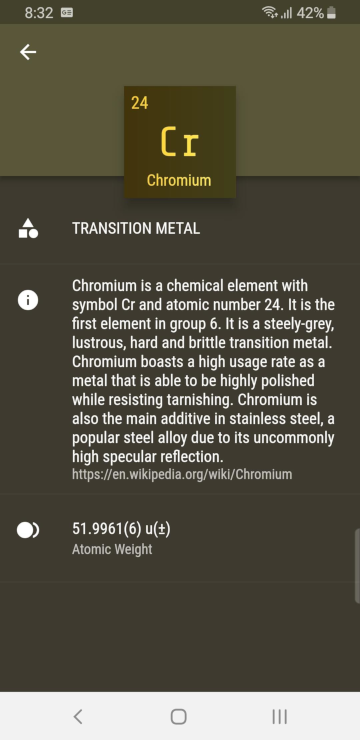 8:32 GE 42%
24
Cr
Chromium
TRANSITION METAL
Chromium is a chemical element with
symbol Cr and atomic number 24. It is the
first element in group 6. It is a steely-grey,
lustrous, hard and brittle transition metal.
Chromium boasts a high usage rate as a
metal that is able to be highly polished
while resisting tarnishing. Chromium is
also the main additive in stainless steel, a
popular steel alloy due to its uncommonly
high specular reflection.
https://en.wikipedia.org/wiki/Chromium
51.9961(6) u(±)
Atomic Weight